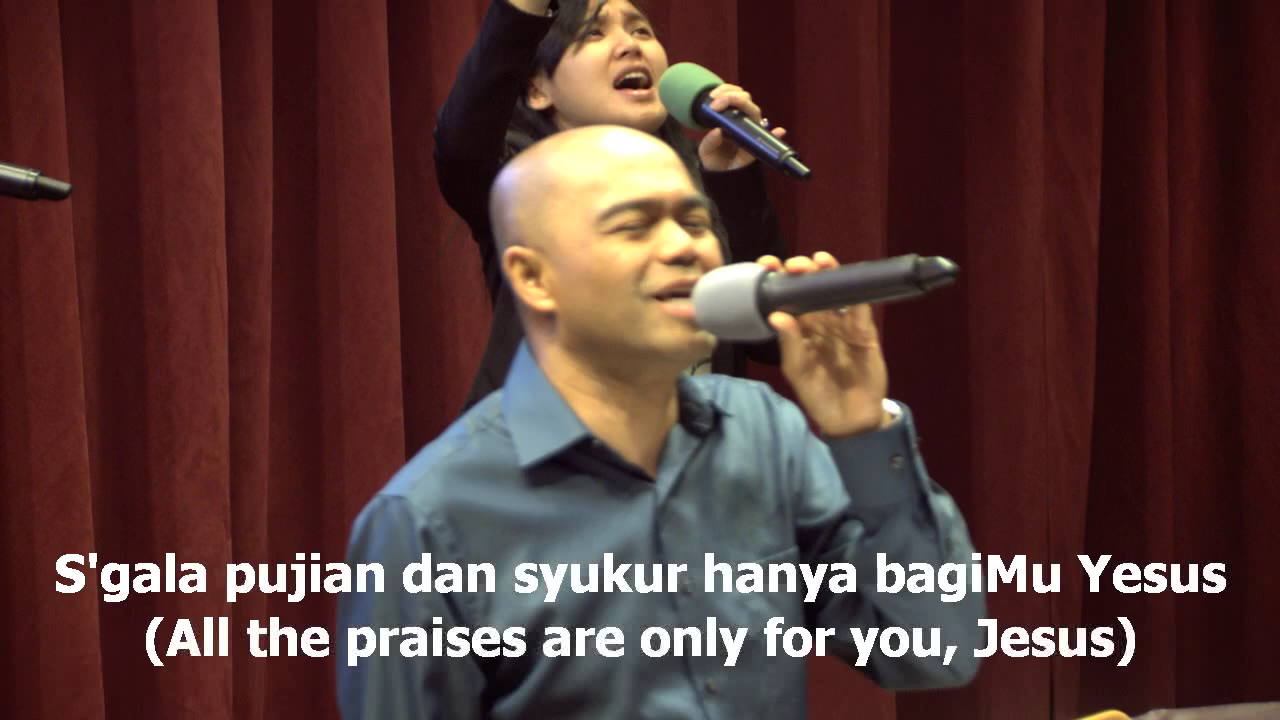 S'gala pujian dan syukur hanya bagiMu Yesus
(All the praises are only for you, Jesus)